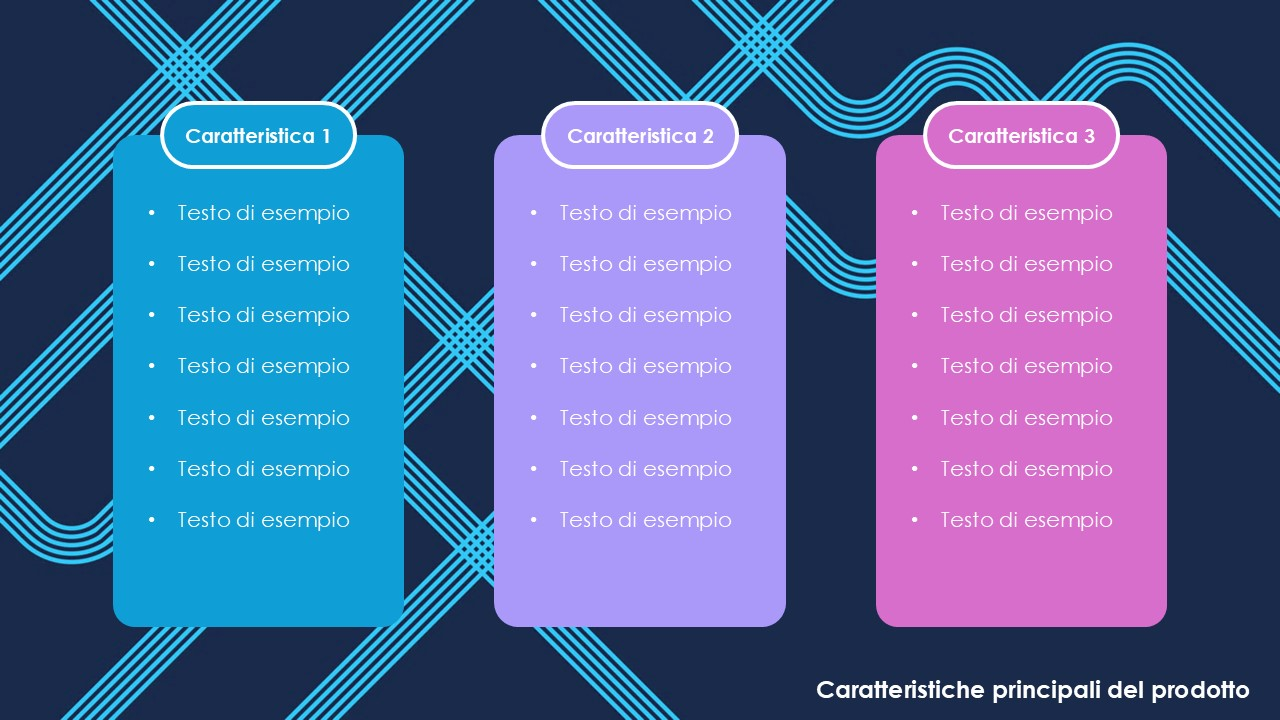 Caratteristica 1
• Testo di esempio
• Testo di esempio
• Testo di esempio
• Testo di esempio
• Testo di esempio
• Testo di esempio
• Testo di esempio
Caratteristica 2
• Testo di esempio
• Testo di esempio
• Testo di esempio
• Testo di esempio
• Testo di esempio
• Testo di esempio
• Testo di esempio
Caratteristica 3
• Testo di esempio
• Testo di esempio
• Testo di esempio
• Testo di esempio
• Testo di esempio
• Testo di esempio
• Testo di esempio
Caratteristiche principali del prodotto